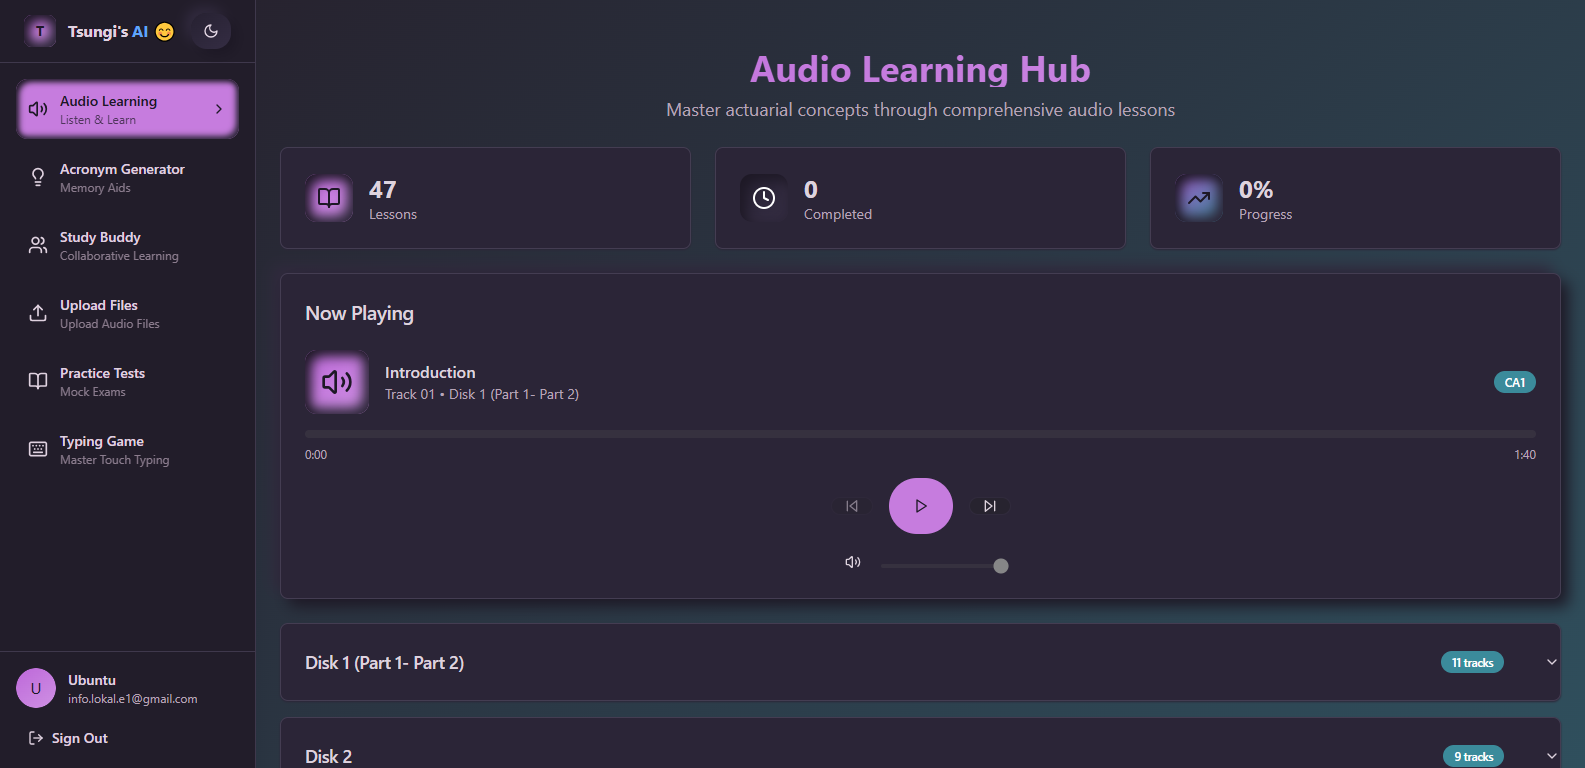 T
Tsungi's AI 😊
Audio Learning
Listen & Learn
Acronym Generator
Memory Aids
Study Buddy
Collaborative Learning
Upload Files
Upload Audio Files
Practice Tests
Mock Exams
Typing Game
Master Touch Typing
U
Ubuntu
info.lokal.e1@gmail.com
Sign Out
Audio Learning Hub
Master actuarial concepts through comprehensive audio lessons
47
Lessons
0
Completed
0%
Progress
Now Playing
Introduction
Track 01 • Disk 1 (Part 1- Part 2)
CA1
0:00
1:40
Disk 1 (Part 1- Part 2)
11 tracks
Disk 2
9 tracks